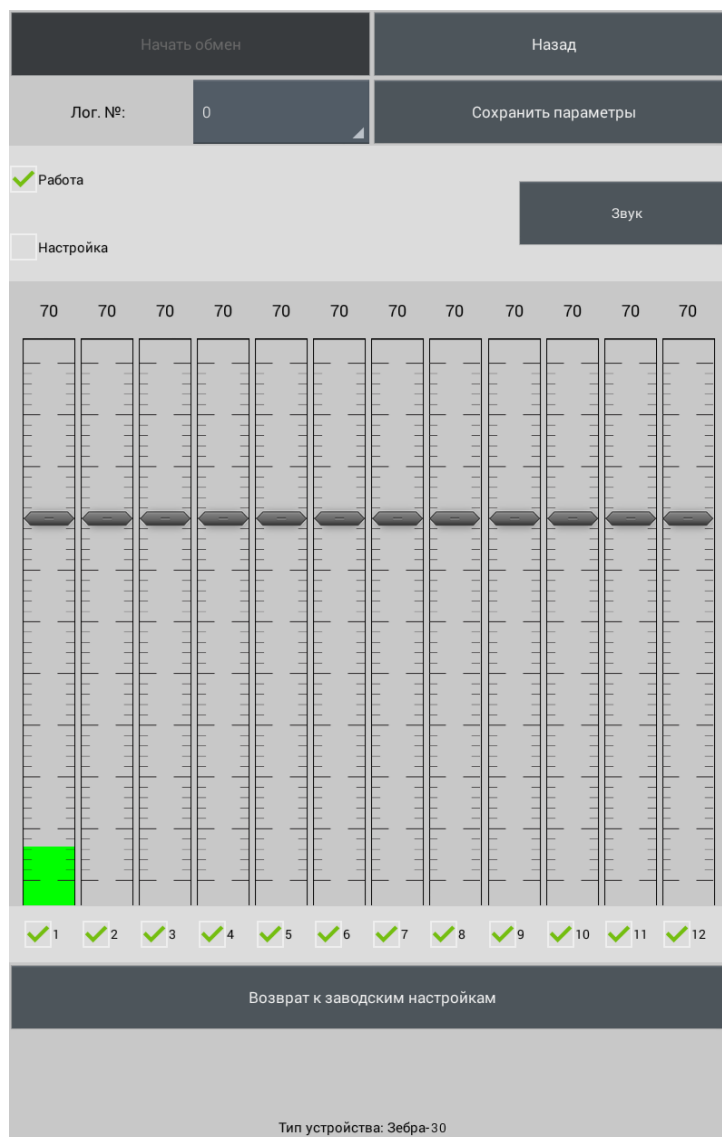 Начать обмен Назад
Лог. №: 0 Сохранить параметры
Работа
Звук
Настройка
70 70 70 70 70 70 70 70 70 70 70 70
1 2 3 4 5 6 7 8 9 10 11 12
Возврат к заводским настройкам
Тип устройства: Зебра-30